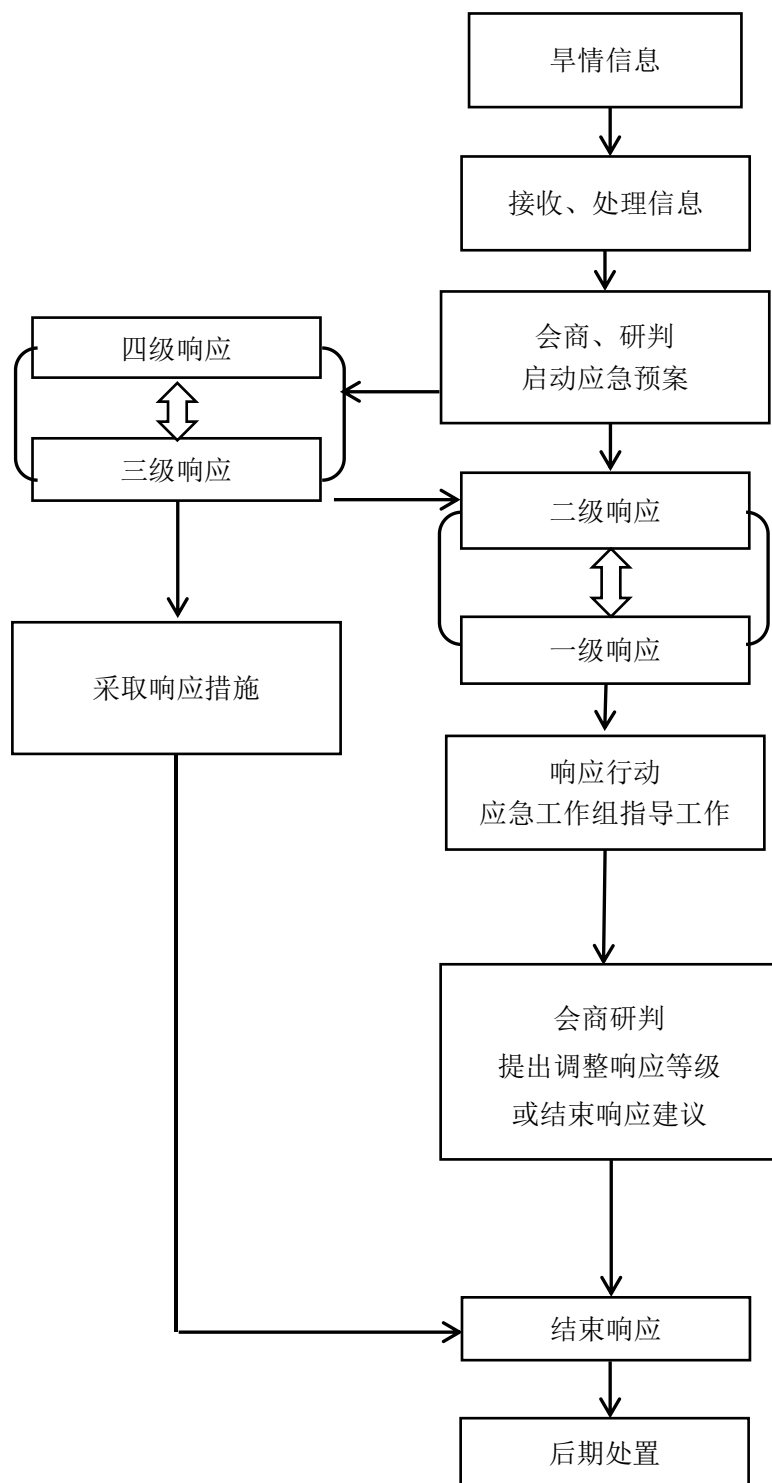 旱情信息
接收、处理信息
会商、研判
启动应急预案
四级响应
三级响应
二级响应
一级响应
采取响应措施
响应行动
应急工作组指导工作
会商研判
提出调整响应等级
或结束响应建议
结束响应
后期处置